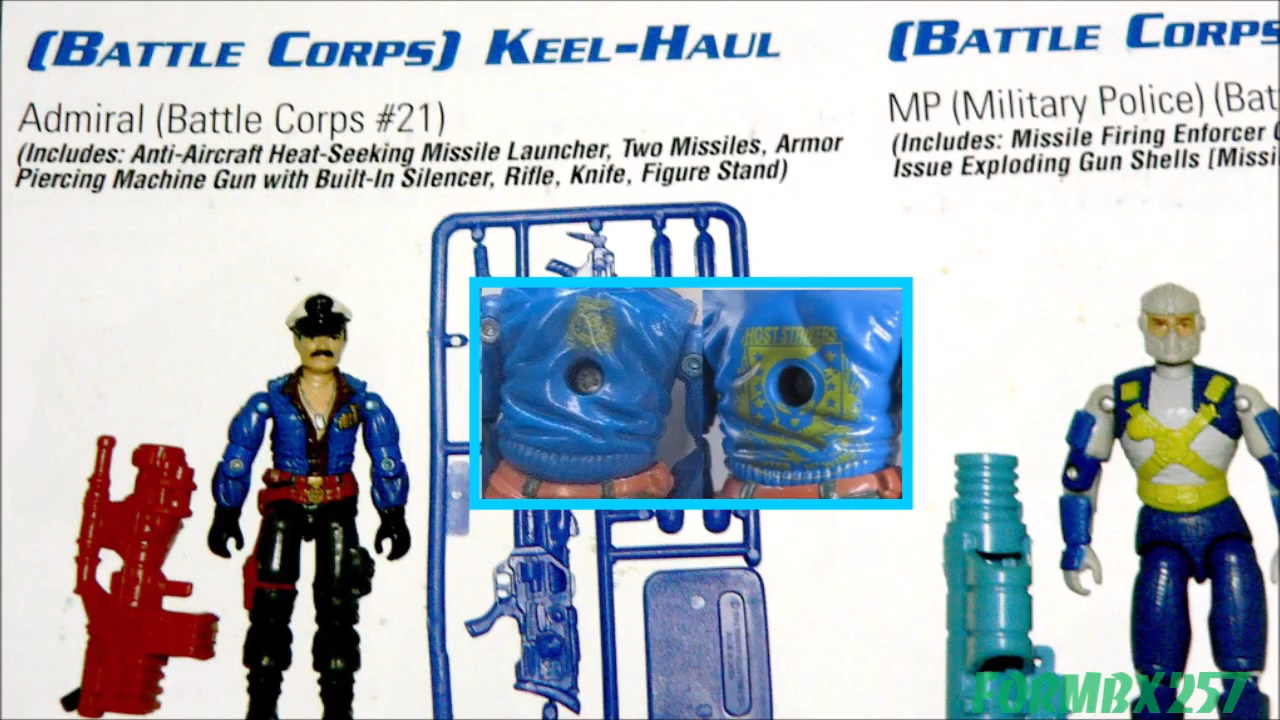 (Battle Corps) Keel-Haul
Admiral (Battle Corps #21)
(Includes: Anti-Aircraft Heat-Seeking Missile Launcher, Two Missiles, Armor
Piercing Machine Gun with Built-In Silencer, Rifle, Knife, Figure Stand)
(Battle Corps
MP (Military Police) (Bat
(Includes: Missile Firing Enforcer
Issue Exploding Gun Shells [Missi
FORMBX257